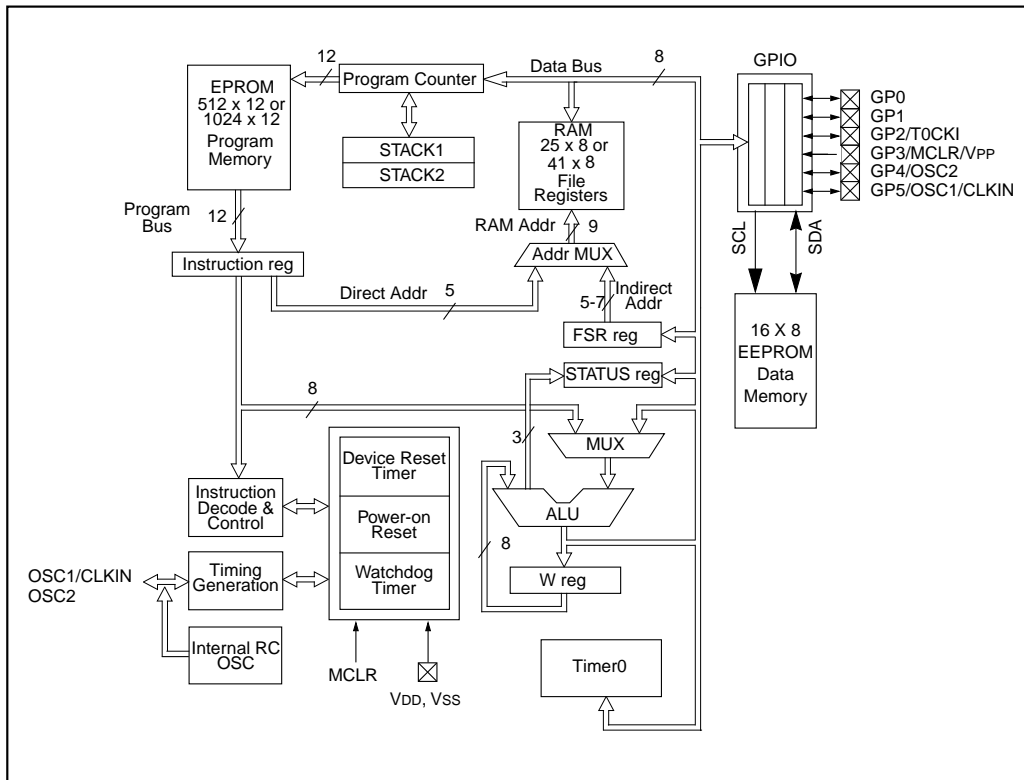 12
Data Bus
8
GPIO
EPROM
512 x 12 or
1024 x 12
Program
Memory
Program Counter
STACK1
STACK2
RAM
25 x 8 or
41 x 8
File
Registers
GP0
GP1
GP2/T0CKI
GP3/MCLR/VPP
GP4/OSC2
GP5/OSC1/CLKIN
Program
Bus
12
RAM Addr
9
SCL
SDA
Instruction reg
Addr MUX
Direct Addr
5
5-7
Indirect
Addr
FSR reg
STATUS reg
16 X 8
EEPROM
Data
Memory
8
3
MUX
Device Reset
Timer
Instruction
Decode &
Control
Power-on
Reset
ALU
8
OSC1/CLKIN
OSC2
Timing
Generation
Watchdog
Timer
W reg
Internal RC
OSC
MCLR
VDD, VSS
Timer0